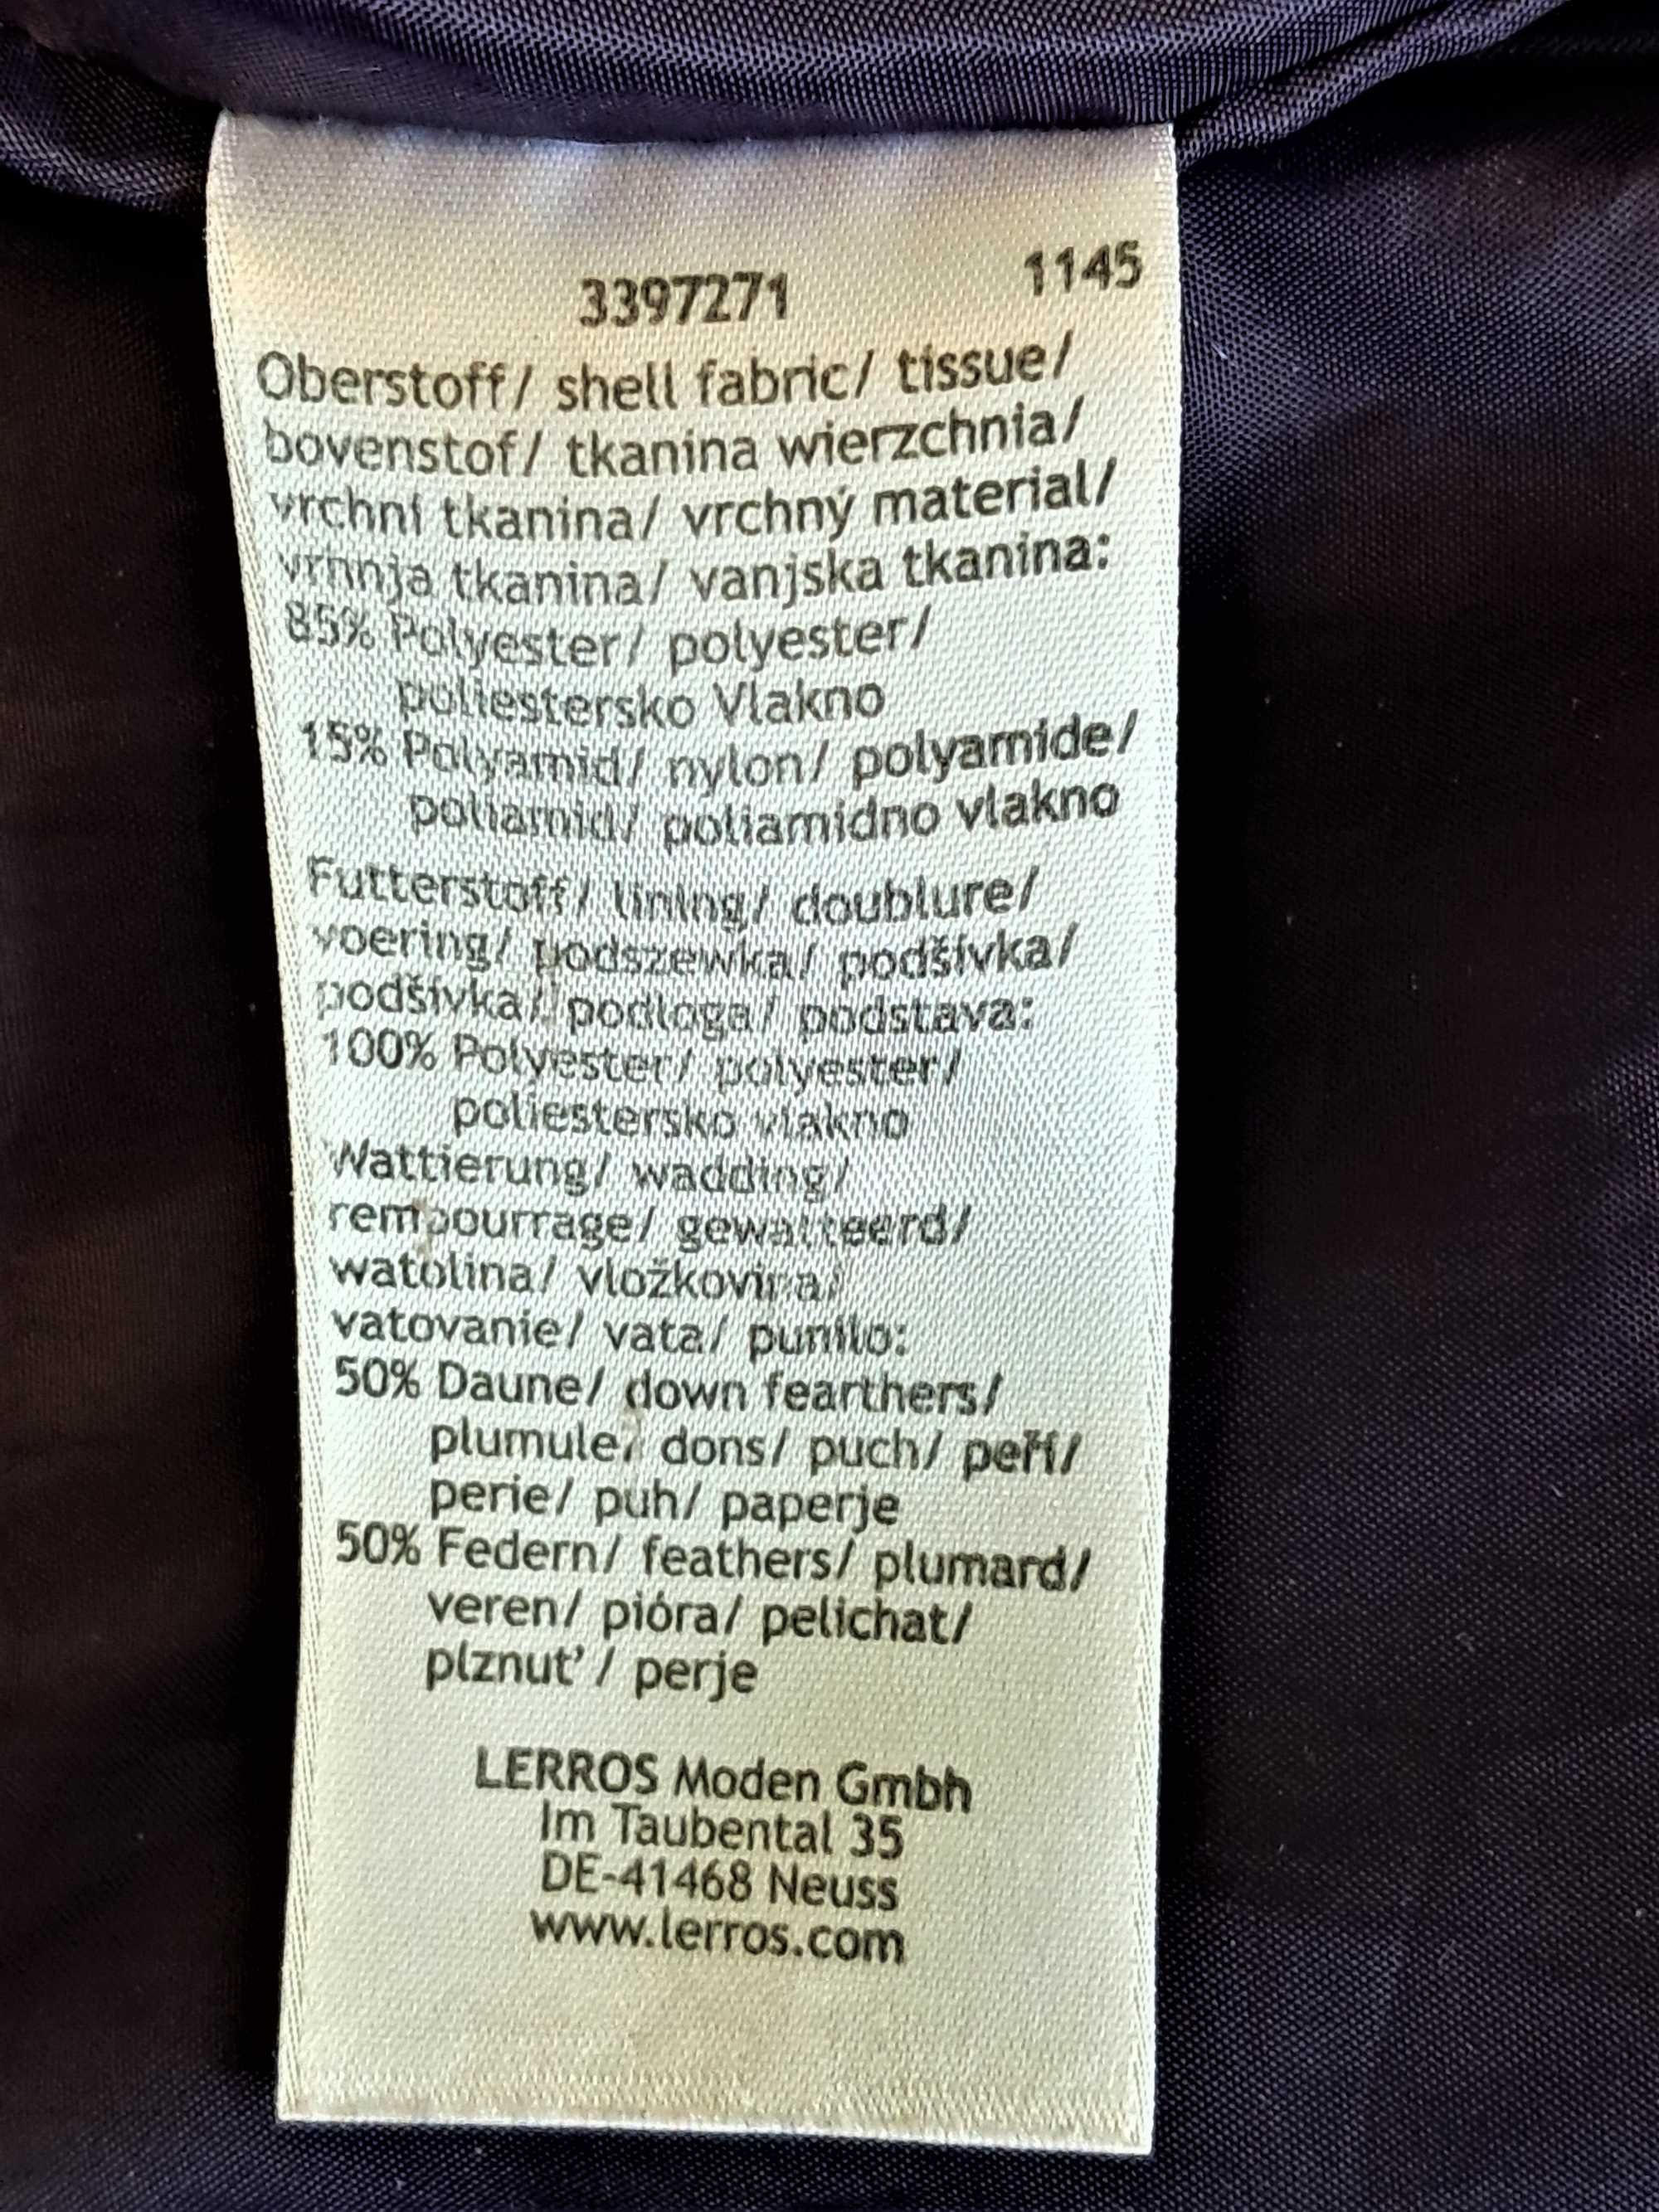 3397271 1145
Oberstoff/ shell fabric/ tissue/
bovenstof/ tkanina wierzchnia/
vrchní tkanina/ vrchný material/
vrhnja tkanina/ vanjska tkanina:
85% Polyester/ polyester/
poliestersko Vlakno
15% Polyamid/ nylon/ polyamide/
poliamid/ poliamidno vlakno
Futterstoff/ lining/ doublure/
voering/ podszewka/ podšívka/
podšívka/ podloga/ podstava:
100% Polyester/ polyester/
poliestersko vlakno
Wattierung/ wadding/
rempourrage/ gewatteerd/
watolina/ vložkovina/
vatovanie/ vata/ punilo:
50% Daune/ down fearthers/
plumule/ dons/ puch/ peří/
perie/ puh/ paperje
50% Federn/ feathers/ plumard/
veren/ pióra/ pelichat/
plznut’ / perje
LERROS Moden Gmbh
Im Taubental 35
DE-41468 Neuss
www.lerros.com